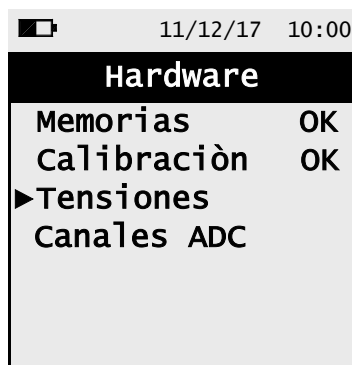 11/12/17 10:00
Hardware
Memorias OK
Calibraciòn OK
▶Tensiones
Canales ADC